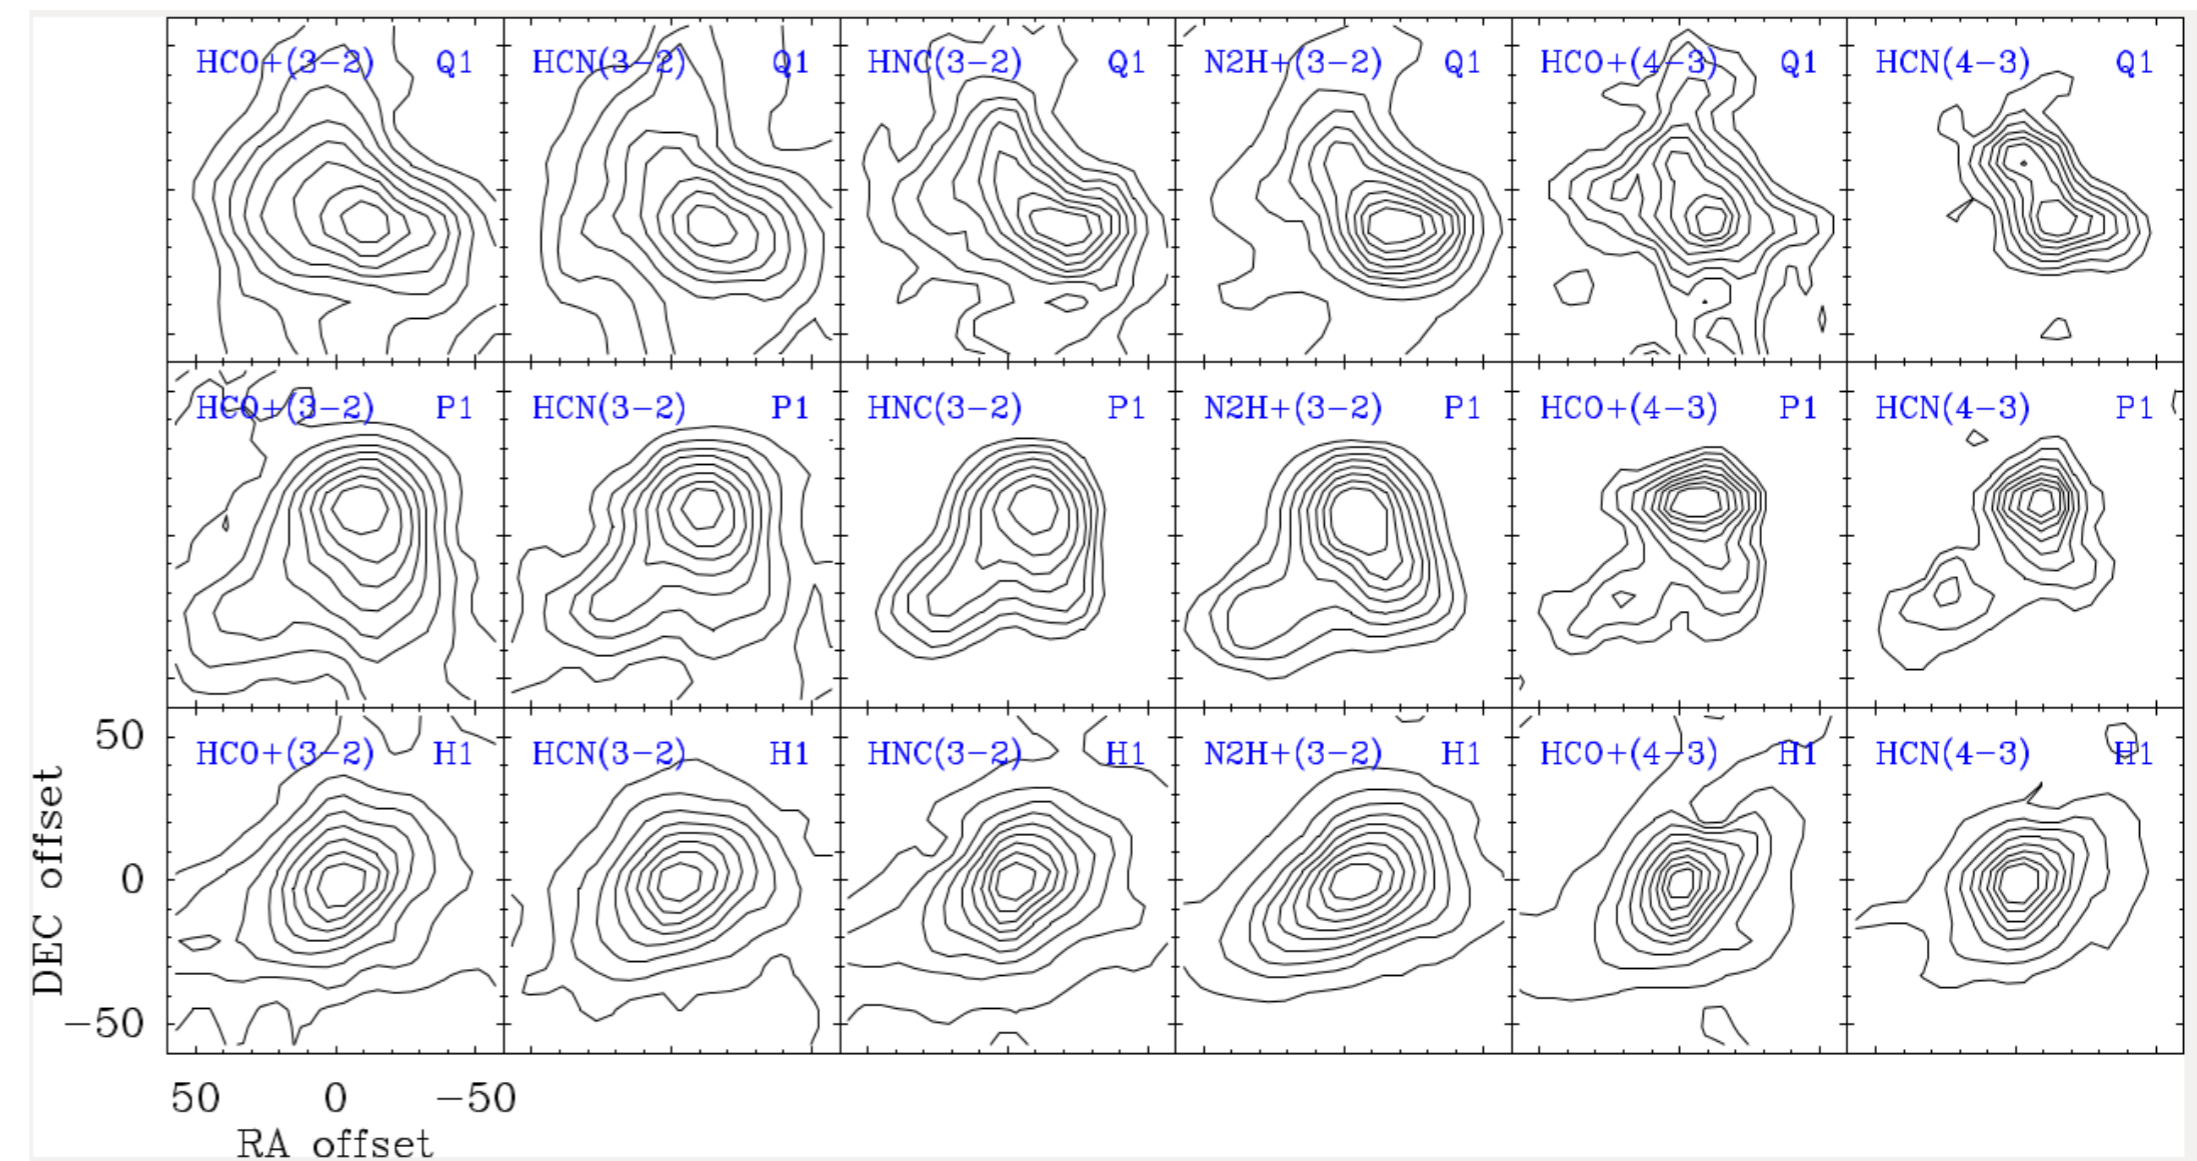 HCO+(3−2) Q1
HCN(3−2) Q1
HNC(3−2) Q1
N2H+(3−2) Q1
HCO+(4−3) Q1
HCN(4−3) Q1
HCO+(3−2) P1
HCN(3−2) P1
HNC(3−2) P1
N2H+(3−2) P1
HCO+(4−3) P1
HCN(4−3) P1
HCO+(3−2) H1
HCN(3−2) H1
HNC(3−2) H1
N2H+(3−2) H1
HCO+(4−3) H1
HCN(4−3) H1
50
0
−50
DEC offset
50 0 −50
RA offset